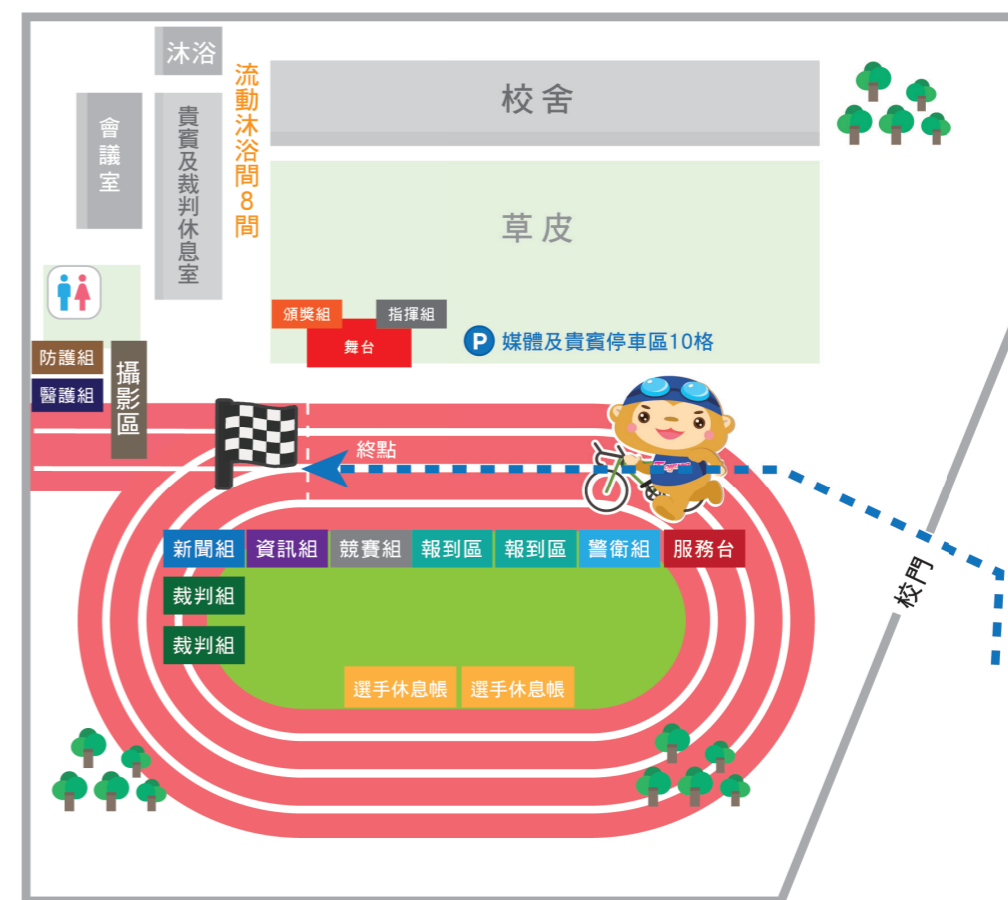 沐浴
流動沐浴間8間
校舍
會議室
貴賓及裁判休息室
草皮
頒獎組
指揮組
舞台
P 媒體及貴賓停車區10格
防護組
醫護組
攝影區
終點
新聞組 資訊組 競賽組 報到區 報到區 警衛組 服務台
裁判組
裁判組
選手休息帳 選手休息帳
校門